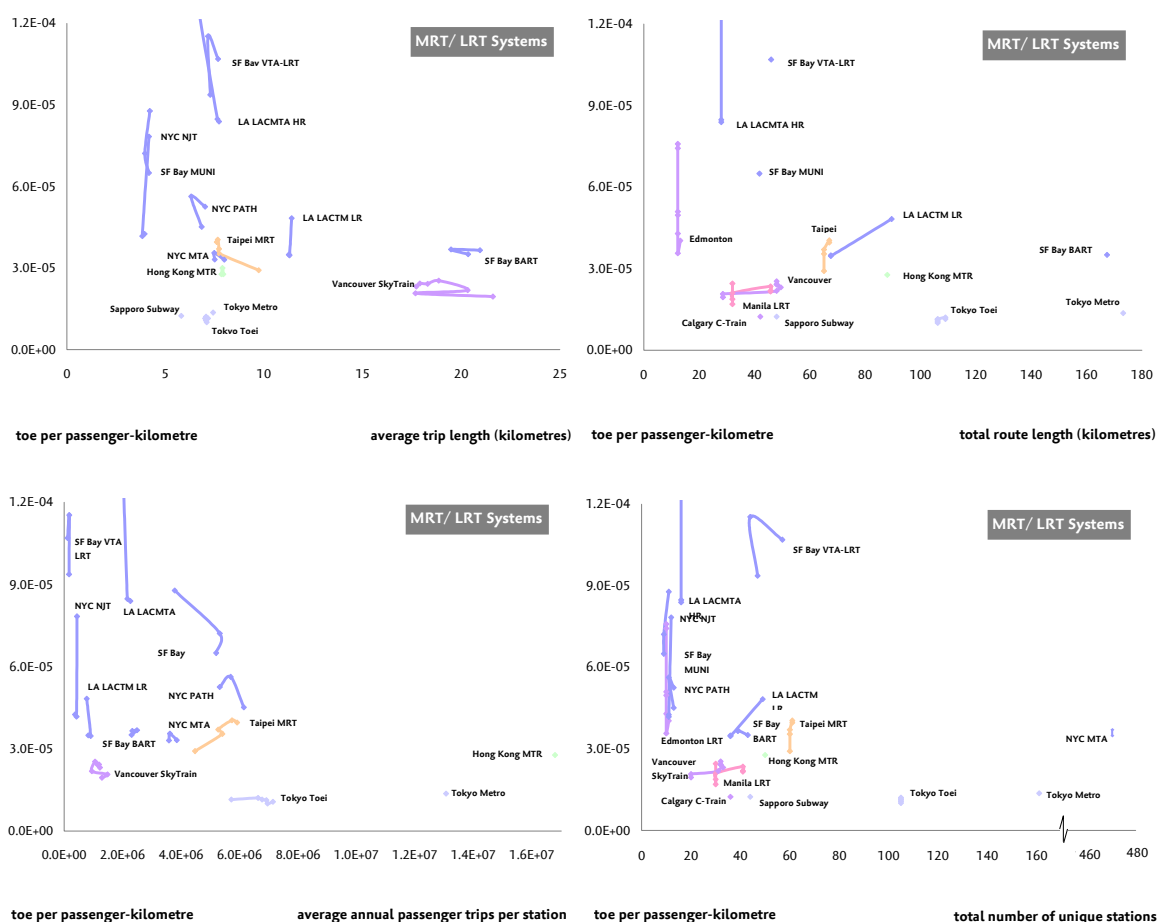 1.2E-04
MRT/ LRT Systems
SF Bav VTA-LRT
9.0E-05
LA LACMTA HR
NYC NJT
SF Bay MUNI
6.0E-05
NYC PATH
LA LACTM LR
Taipei MRT
NYC MTA
SF Bay BART
3.0E-05
Hong Kong MTR
Vancouver SkyTrain
Sapporo Subway
Tokyo Metro
Tokvo Toei
0.0E+00
0 5 10 15 20 25
toe per passenger-kilometre
average trip length (kilometres)
1.2E-04
MRT/ LRT Systems
SF Bay VTA-LRT
9.0E-05
LA LACMTA HR
SF Bay MUNI
6.0E-05
LA LACTM LR
Taipei
Edmonton
SF Bay BART
3.0E-05
Hong Kong MTR
Vancouver
Manila LRT
Tokyo Metro
Tokyo Toei
Calgary C-Train
Sapporo Subway
0.0E+00
0 20 40 60 80 100 120 140 160 180
toe per passenger-kilometre
total route length (kilometres)
1.2E-04
MRT/ LRT Systems
SF Bay VTA
LRT
9.0E-05
NYC NJT
LA LACMTA
SF Bay
6.0E-05
LA LACTM LR
NYC PATH
NYC MTA
Taipei MRT
SF Bay BART
3.0E-05
Hong Kong MTR
Vancouver SkyTrain
Tokyo Toei
Tokyo Metro
0.0E+00
0.0E+00 2.0E+06 4.0E+06 6.0E+06 8.0E+06 1.0E+07 1.2E+07 1.4E+07 1.6E+07
toe per passenger-kilometre
average annual passenger trips per station
1.2E-04
MRT/ LRT Systems
SF Bay VTA-LRT
9.0E-05
LA LACMTA
HR
NYC NJT
6.0E-05
SF Bay
MUNI
NYC PATH
LA LACTM
LR
SF Bay
BART
Taipei MRT
Edmonton LRT
NYC MTA
3.0E-05
Hong Kong MTR
Vancouver
SkyTrain
Manila LRT
Calgary C-Train
Sapporo Subway
Tokyo Toei
Tokyo Metro
0.0E+00
0 20 40 60 80 100 120 140 160 460 480
toe per passenger-kilometre
total number of unique stations